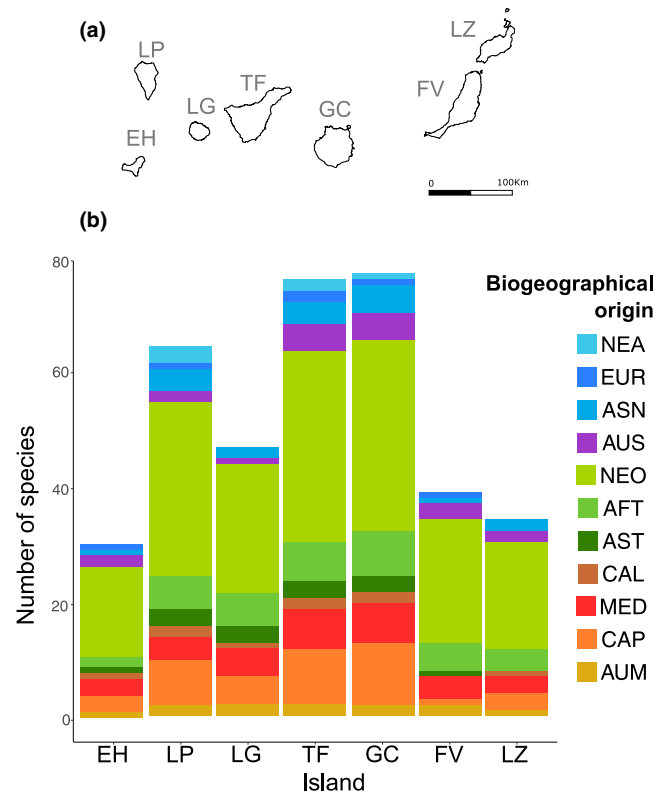 (a)
LP
LZ
TF
FV
LG
GC
EH
0 100Km
(b)
Number of species
80
60
40
20
0
EH LP LG TF GC FV LZ
Island
Biogeographical
origin
NEA
EUR
ASN
AUS
NEO
AFT
AST
CAL
MED
CAP
AUM